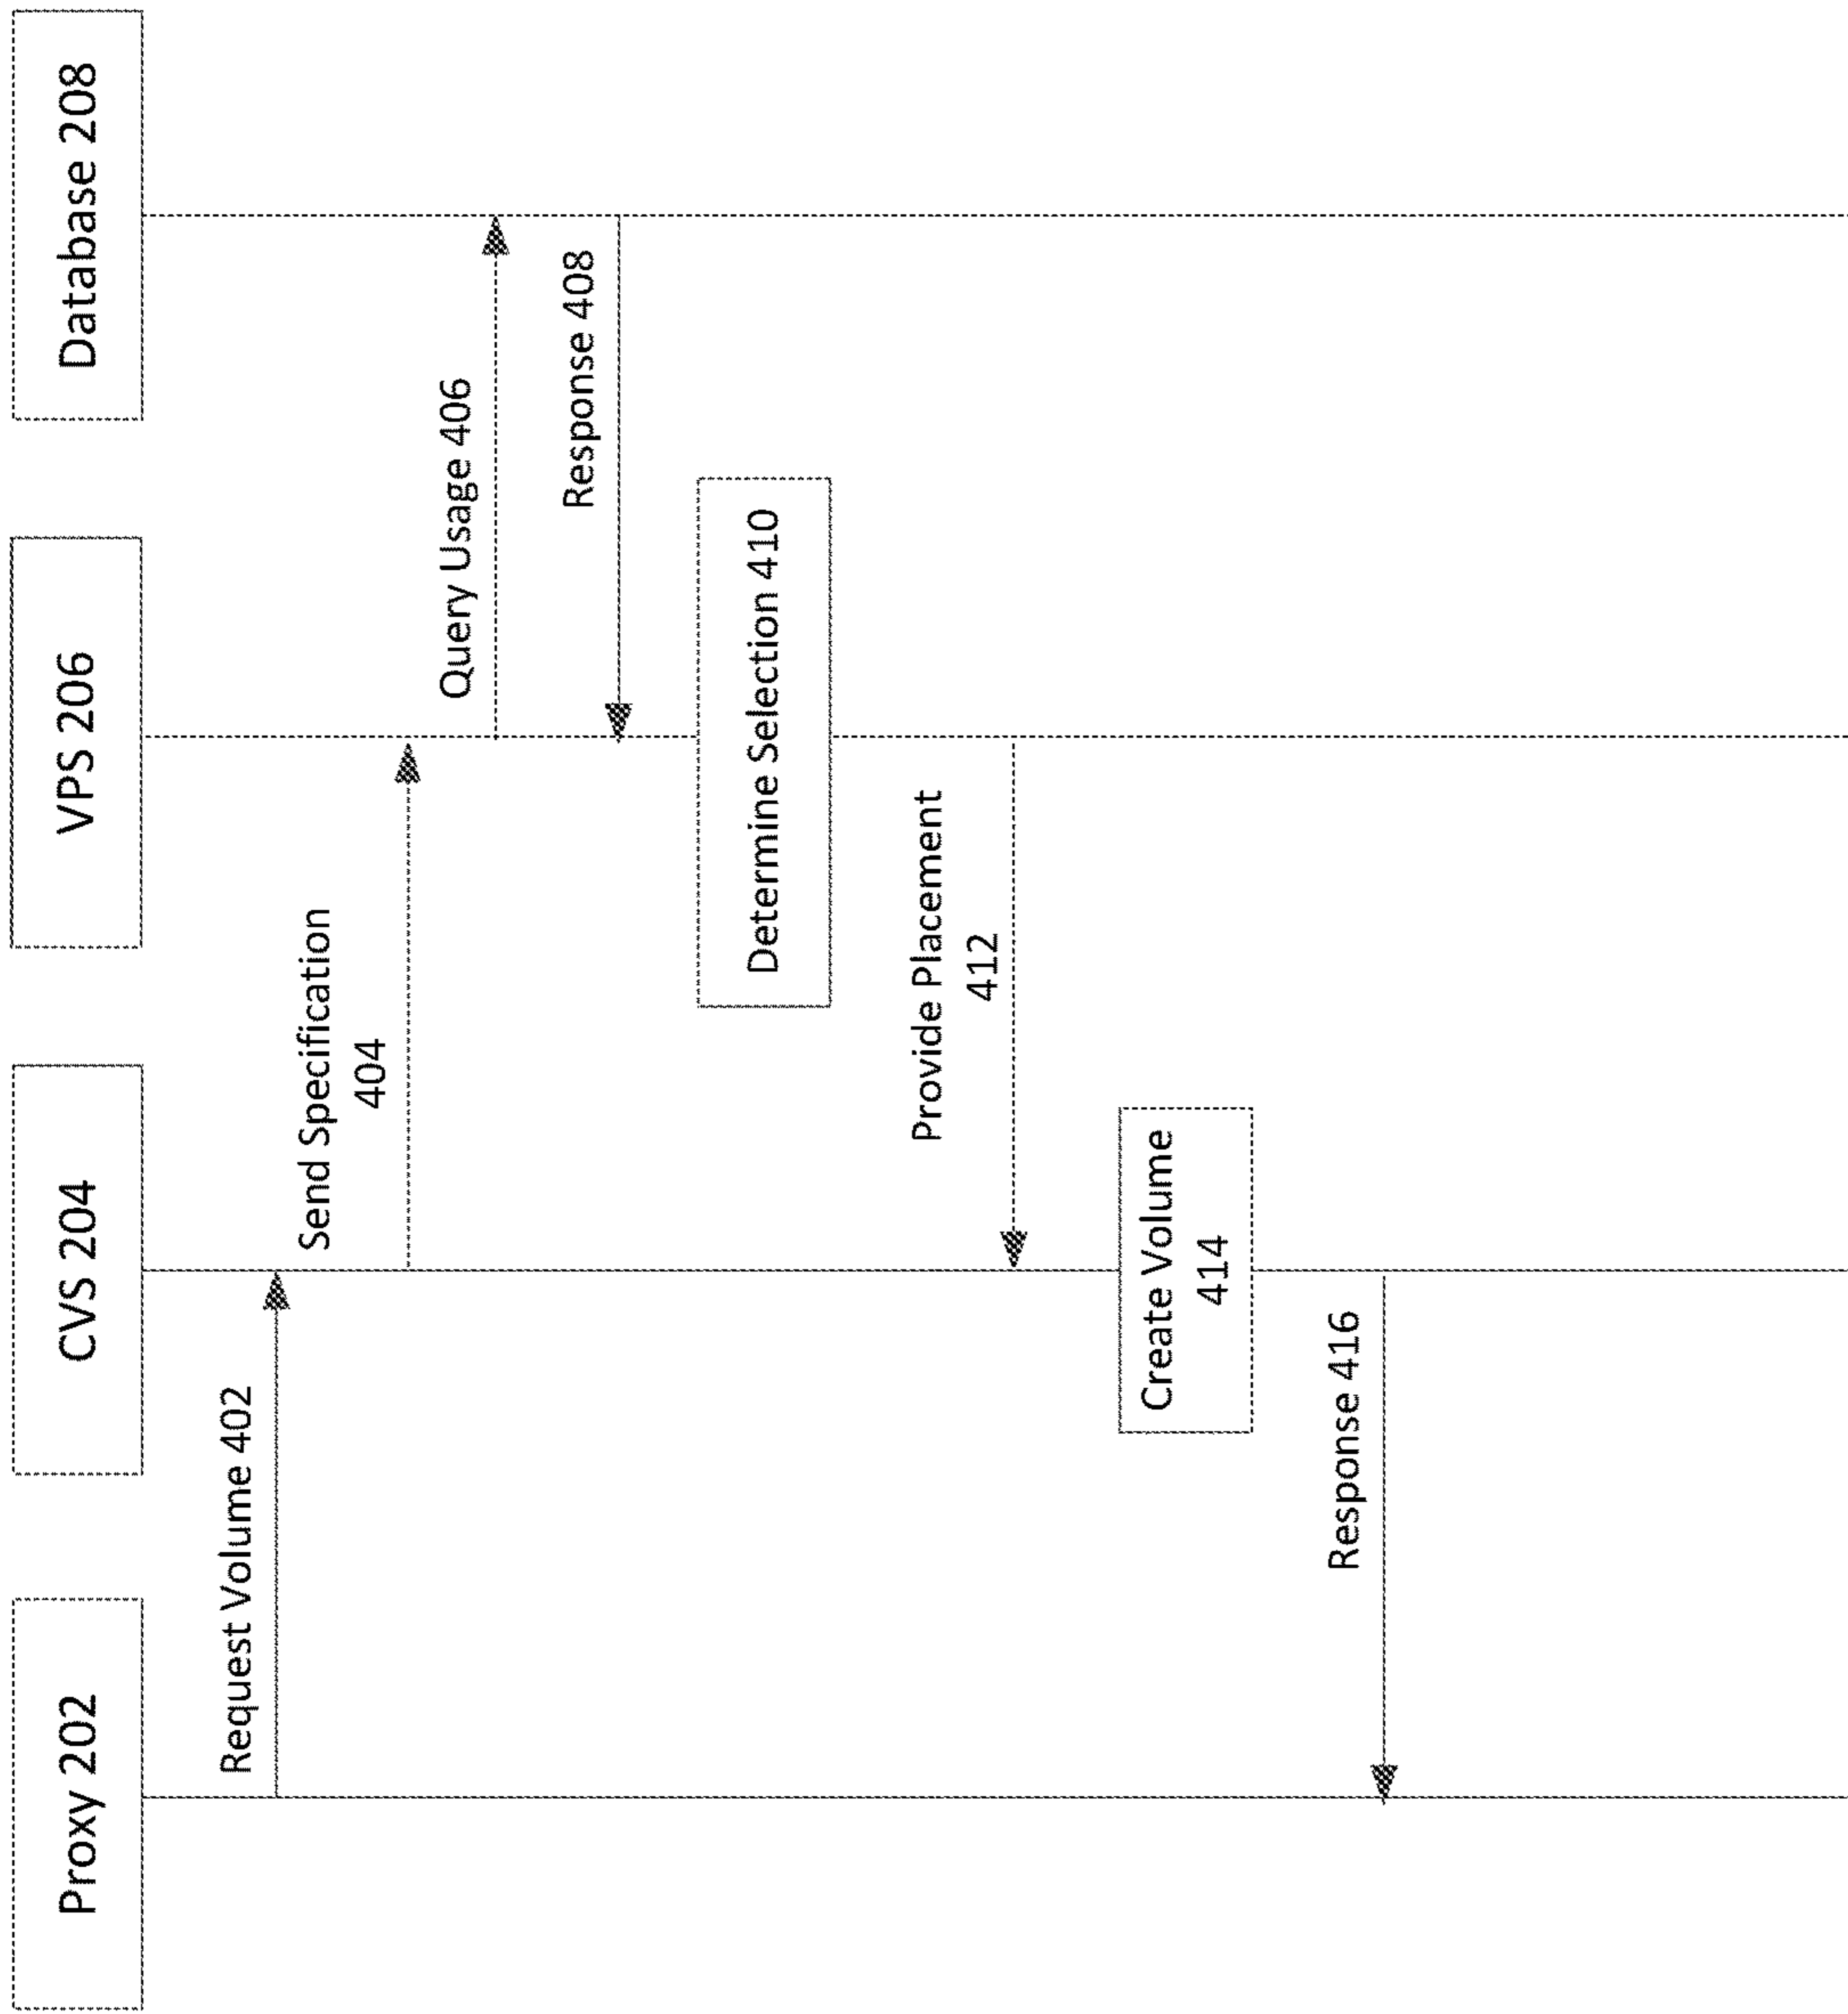 Proxy 202
CVS 204
VPS 206
Database 208
Request Volume 402
Send Specification
404
Query Usage 406
Response 408
Determine Selection 410
Provide Placement
412
Create Volume
414
Response 416